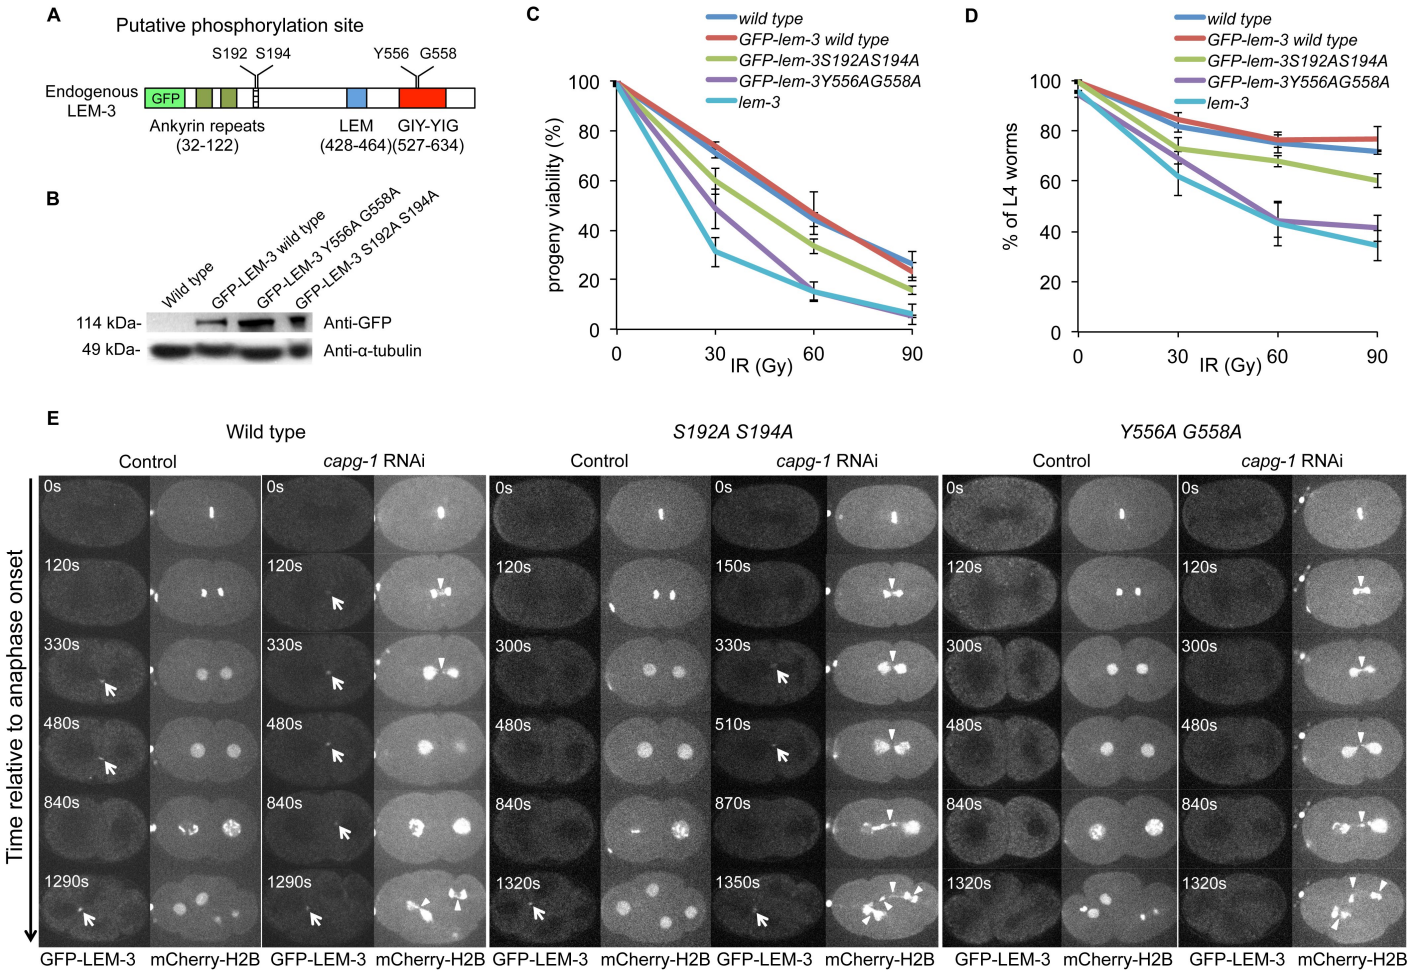 A
Putative phosphorylation site
S192 S194
Y556 G558
Endogenous
LEM-3
GFP
Ankyrin repeats
(32-122)
LEM
(428-464)
GIY-YIG
(527-634)
B
Wild type
GFP-LEM-3 wild type
GFP-LEM-3 Y556A G558A
GFP-LEM-3 S192A S194A
114 kDa-
Anti-GFP
49 kDa-
Anti-α-tubulin
C
wild type
GFP-lem-3 wild type
GFP-lem-3S192AS194A
GFP-lem-3Y556AG558A
lem-3
progeny viability (%)
100
80
60
40
20
0
0 30 60 90
IR (Gy)
D
wild type
GFP-lem-3 wild type
GFP-lem-3S192AS194A
GFP-lem-3Y556AG558A
lem-3
% of L4 worms
100
80
60
40
20
0
0 30 60 90
IR (Gy)
E
Wild type S192A S194A Y556A G558A
Control capg-1 RNAi Control capg-1 RNAi Control capg-1 RNAi
Time relative to anaphase onset
0s 0s 0s 0s 0s 0s
120s 120s 120s 150s 120s 120s
330s 330s 300s 330s 300s 300s
480s 480s 480s 510s 480s 480s
840s 840s 840s 870s 840s 840s
1290s 1290s 1320s 1350s 1320s 1320s
GFP-LEM-3 mCherry-H2B GFP-LEM-3 mCherry-H2B GFP-LEM-3 mCherry-H2B GFP-LEM-3 mCherry-H2B GFP-LEM-3 mCherry-H2B GFP-LEM-3 mCherry-H2B